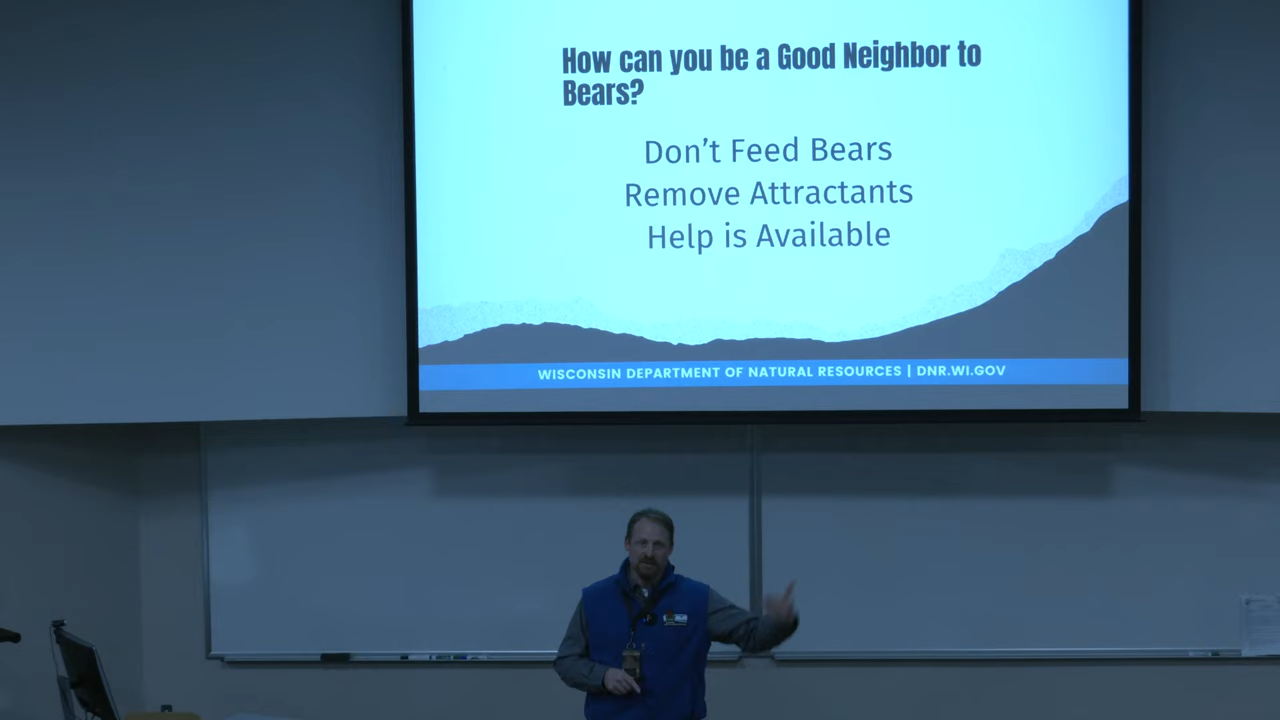 How can you be a Good Neighbor to
Bears?
Don't Feed Bears
Remove Attractants
Help is Available
WISCONSIN DEPARTMENT OF NATURAL RESOURCES | DNR.WI.GOV